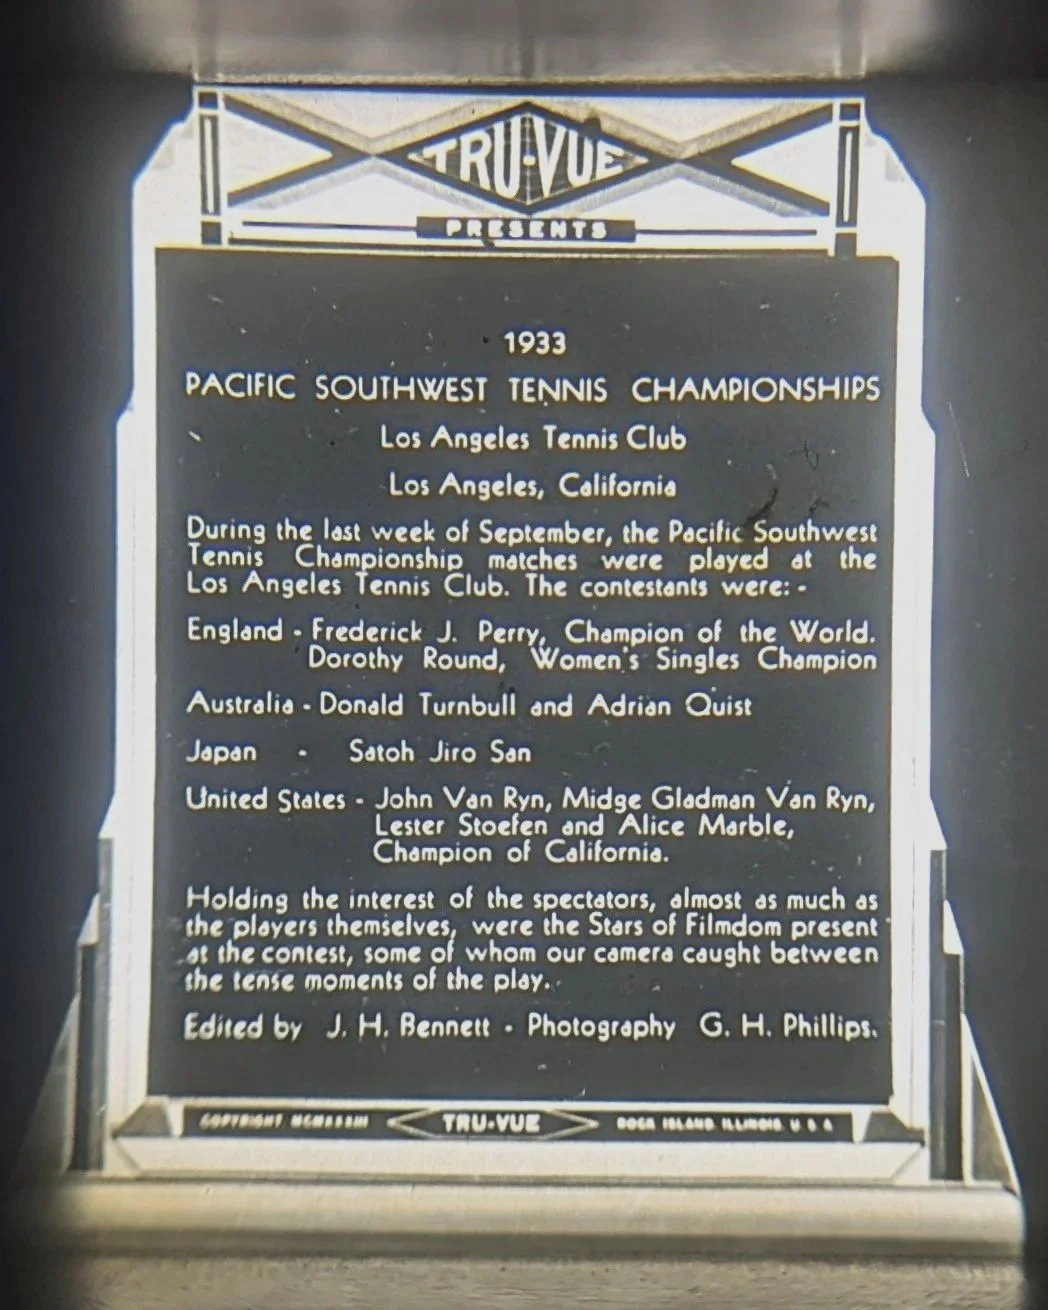 TRU-VUE
PRESENTS
1933
PACIFIC SOUTHWEST TENNIS CHAMPIONSHIPS
Los Angeles Tennis Club
Los Angeles, California
During the last week of September, the Pacific Southwest
Tennis Championship matches were played at the
Los Angeles Tennis Club. The contestants were: -
England - Frederick J. Perry, Champion of the World.
Dorothy Round, Women's Singles Champion
Australia - Donald Turnbull and Adrian Quist
Japan - Satoh Jiro San
United States - John Van Ryn, Midge Gladman Van Ryn,
Lester Stoefen and Alice Marble,
Champion of California.
Holding the interest of the spectators, almost as much as
the players themselves, were the Stars of Filmdom present
at the contest, some of whom our camera caught between
the tense moments of the play.
Edited by J. H. Bennett - Photography G. H. Phillips.
COPYRIGHT MCMXXXIII TRU-VUE ROCK ISLAND ILLINOIS U S A